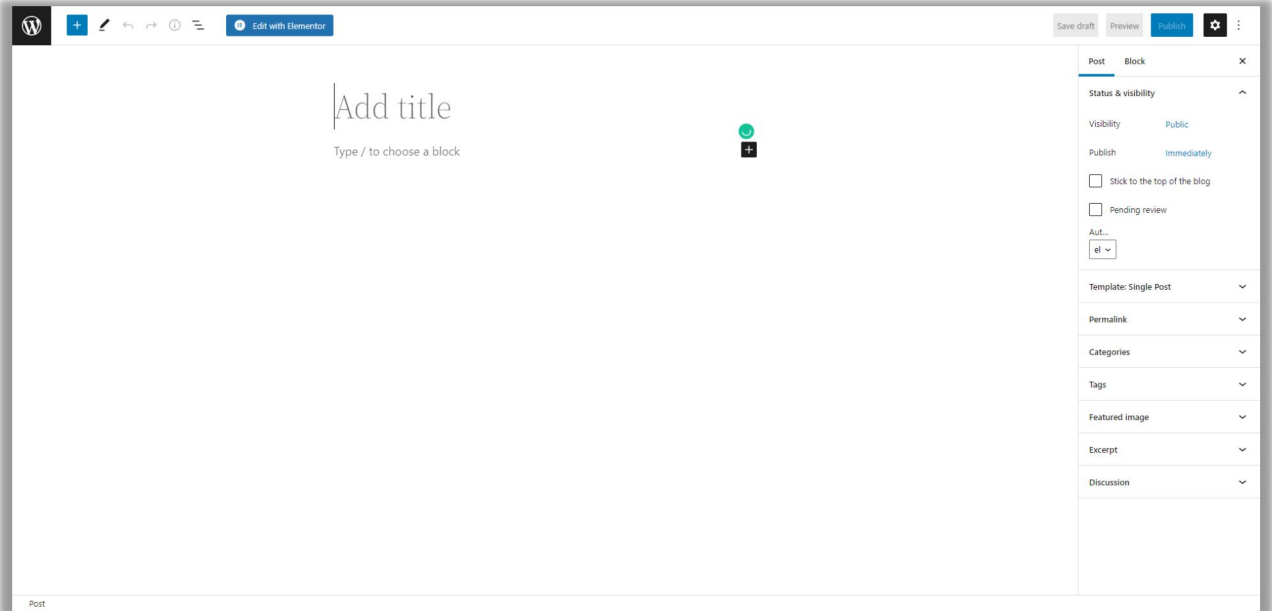 Edit with Elementor
Save draft Preview Publish
Add title
Type / to choose a block
Post Block
Status & visibility
Visibility Public
Publish Immediately
Stick to the top of the blog
Pending review
Aut...
el
Template: Single Post
Permalink
Categories
Tags
Featured image
Excerpt
Discussion
Post